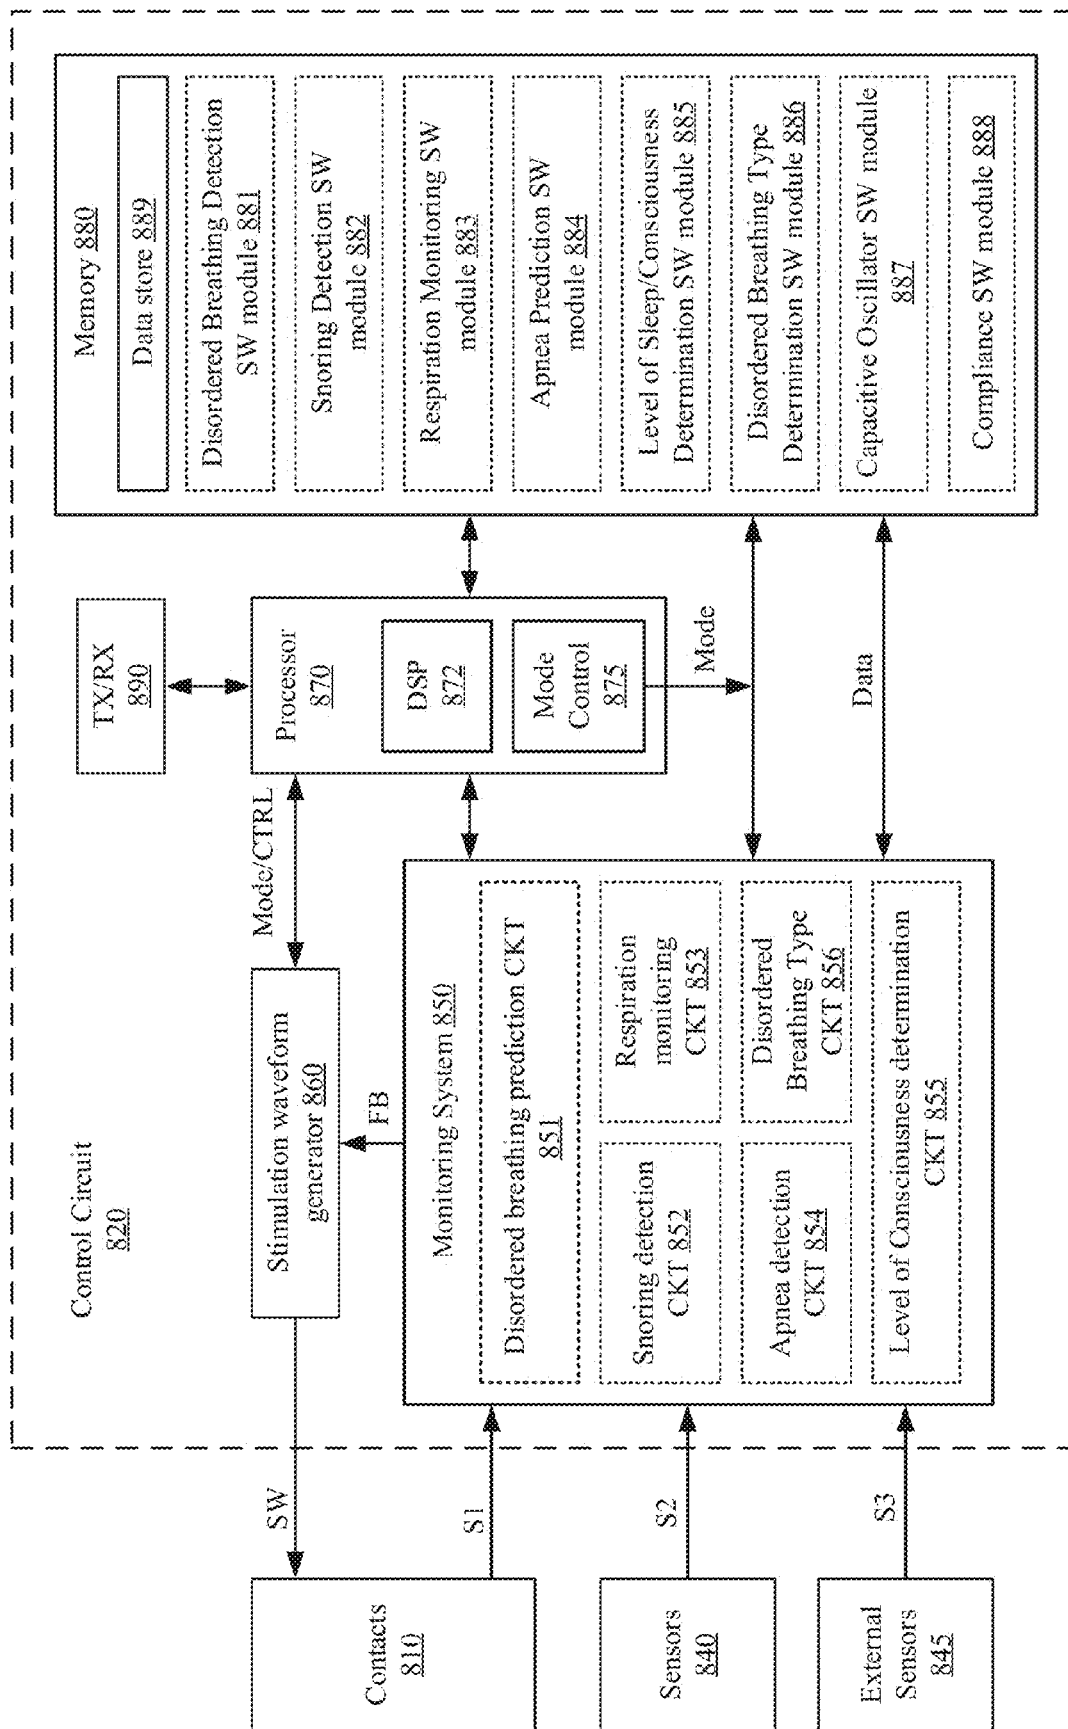 Control Circuit
820
Contacts
810
Sensors
840
External
Sensors
845
SW
S1
S2
S3
Stimulation waveform
generator 860
FB
Mode/CTRL
Monitoring System 850
Disordered breathing prediction CKT
851
Snoring detection
CKT 852
Respiration
monitoring
CKT 853
Apnea detection
CKT 854
Disordered
Breathing Type
CKT 856
Level of Consciousness determination
CKT 855
TX/RX
890
Processor
870
DSP
872
Mode
Control
875
Mode
Data
Memory 880
Data store 889
Disordered Breathing Detection
SW module 881
Snoring Detection SW
module 882
Respiration Monitoring SW
module 883
Apnea Prediction SW
module 884
Level of Sleep/Consciousness
Determination SW module 885
Disordered Breathing Type
Determination SW module 886
Capacitive Oscillator SW module
887
Compliance SW module 888